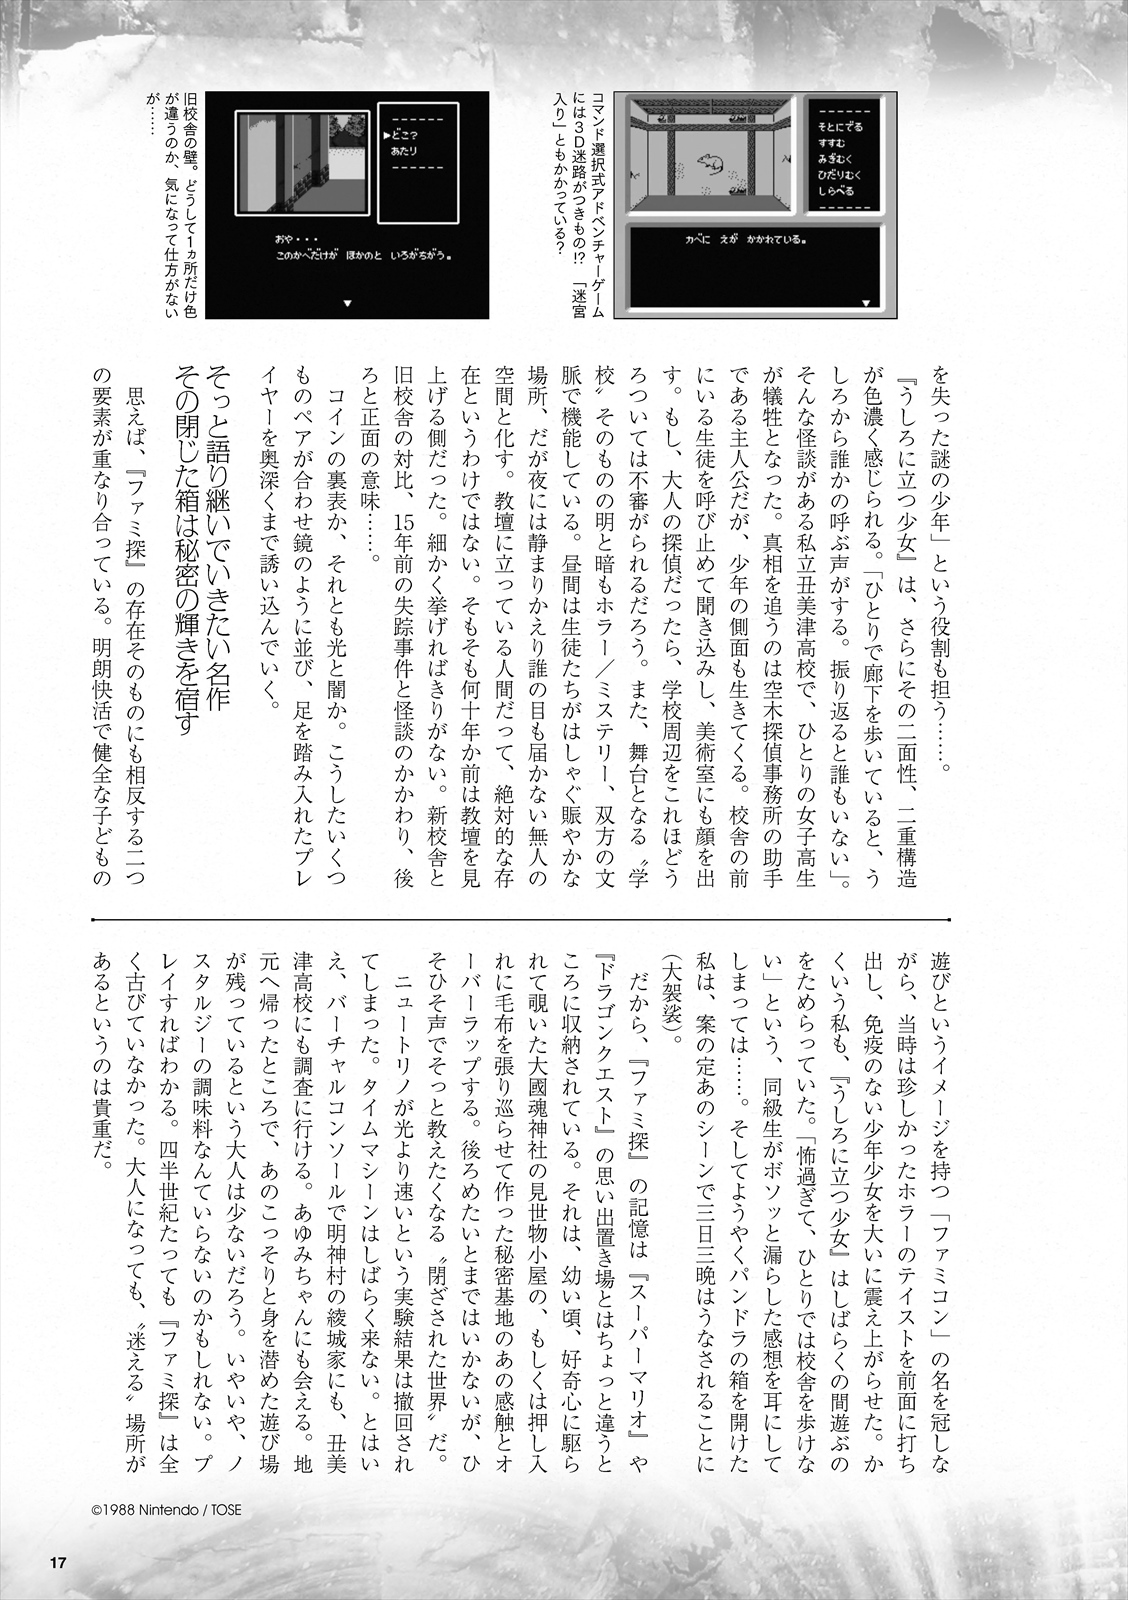 コマンド選択式アドベンチャーゲーム
には3D迷路がつきもの!? 「迷宮
入り」ともかかっている?
そとにでる
すすむ
みぎむく
ひだりむく
しらべる
カベに えが かかれている。
旧校舎の壁。どうして1ヵ所だけ色
が違うのか、気になって仕方がない
が……
どこ?
あたり
おや・・・
このかべだけが ほかのと いろがちがう。
を失った謎の少年」という役割も担う……。
『うしろに立つ少女』は、さらにその二面性、二重構造
が色濃く感じられる。「ひとりで廊下を歩いていると、う
しろから誰かの呼ぶ声がする。振り返ると誰もいない」。
そんな怪談がある私立丑美津高校で、ひとりの女子高生
が犠牲となった。真相を追うのは空木探偵事務所の助手
である主人公だが、少年の側面も生きてくる。校舎の前
にいる生徒を呼び止めて聞き込みし、美術室にも顔を出
す。もし、大人の探偵だったら、学校周辺をこれほどう
ろついては不審がられるだろう。また、舞台となる〝学
校〟そのものの明と暗もホラー/ミステリー、双方の文
脈で機能している。昼間は生徒たちがはしゃぐ賑やかな
場所、だが夜には静まりかえり誰の目も届かない無人の
空間と化す。教壇に立っている人間だって、絶対的な存
在というわけではない。そもそも何十年か前は教壇を見
上げる側だった。細かく挙げればきりがない。新校舎と
旧校舎の対比、15年前の失踪事件と怪談のかかわり、後
ろと正面の意味……。
コインの裏表か、それとも光と闇か。こうしたいくつ
ものペアが合わせ鏡のように並び、足を踏み入れたプレ
イヤーを奥深くまで誘い込んでいく。
そっと語り継いでいきたい名作
その閉じた箱は秘密の輝きを宿す
思えば、『ファミ探』の存在そのものにも相反する二つ
の要素が重なり合っている。明朗快活で健全な子どもの
遊びというイメージを持つ「ファミコン」の名を冠しな
がら、当時は珍しかったホラーのテイストを前面に打ち
出し、免疫のない少年少女を大いに震え上がらせた。か
くいう私も、『うしろに立つ少女』はしばらくの間遊ぶの
をためらっていた。「怖過ぎて、ひとりでは校舎を歩けな
い」という、同級生がボソッと漏らした感想を耳にして
しまっては……。そしてようやくパンドラの箱を開けた
私は、案の定あのシーンで三日三晩はうなされることに
(大袈裟)。
だから、『ファミ探』の記憶は『スーパーマリオ』や
『ドラゴンクエスト』の思い出置き場とはちょっと違うと
ころに収納されている。それは、幼い頃、好奇心に駆ら
れて覗いた大國魂神社の見世物小屋の、もしくは押し入
れに毛布を張り巡らせて作った秘密基地のあの感触とオ
ーバーラップする。後ろめたいとまではいかないが、ひ
そひそ声でそっと教えたくなる〝閉ざされた世界〟だ。
ニュートリノが光より速いという実験結果は撤回され
てしまった。タイムマシーンはしばらく来ない。とはい
え、バーチャルコンソールで明神村の綾城家にも、丑美
津高校にも調査に行ける。あゆみちゃんにも会える。地
元へ帰ったところで、あのこっそりと身を潜めた遊び場
が残っているという大人は少ないだろう。いやいや、ノ
スタルジーの調味料なんていらないのかもしれない。プ
レイすればわかる。四半世紀たっても『ファミ探』は全
く古びていなかった。大人になっても、〝迷える〟場所が
あるというのは貴重だ。
©1988 Nintendo / TOSE
17